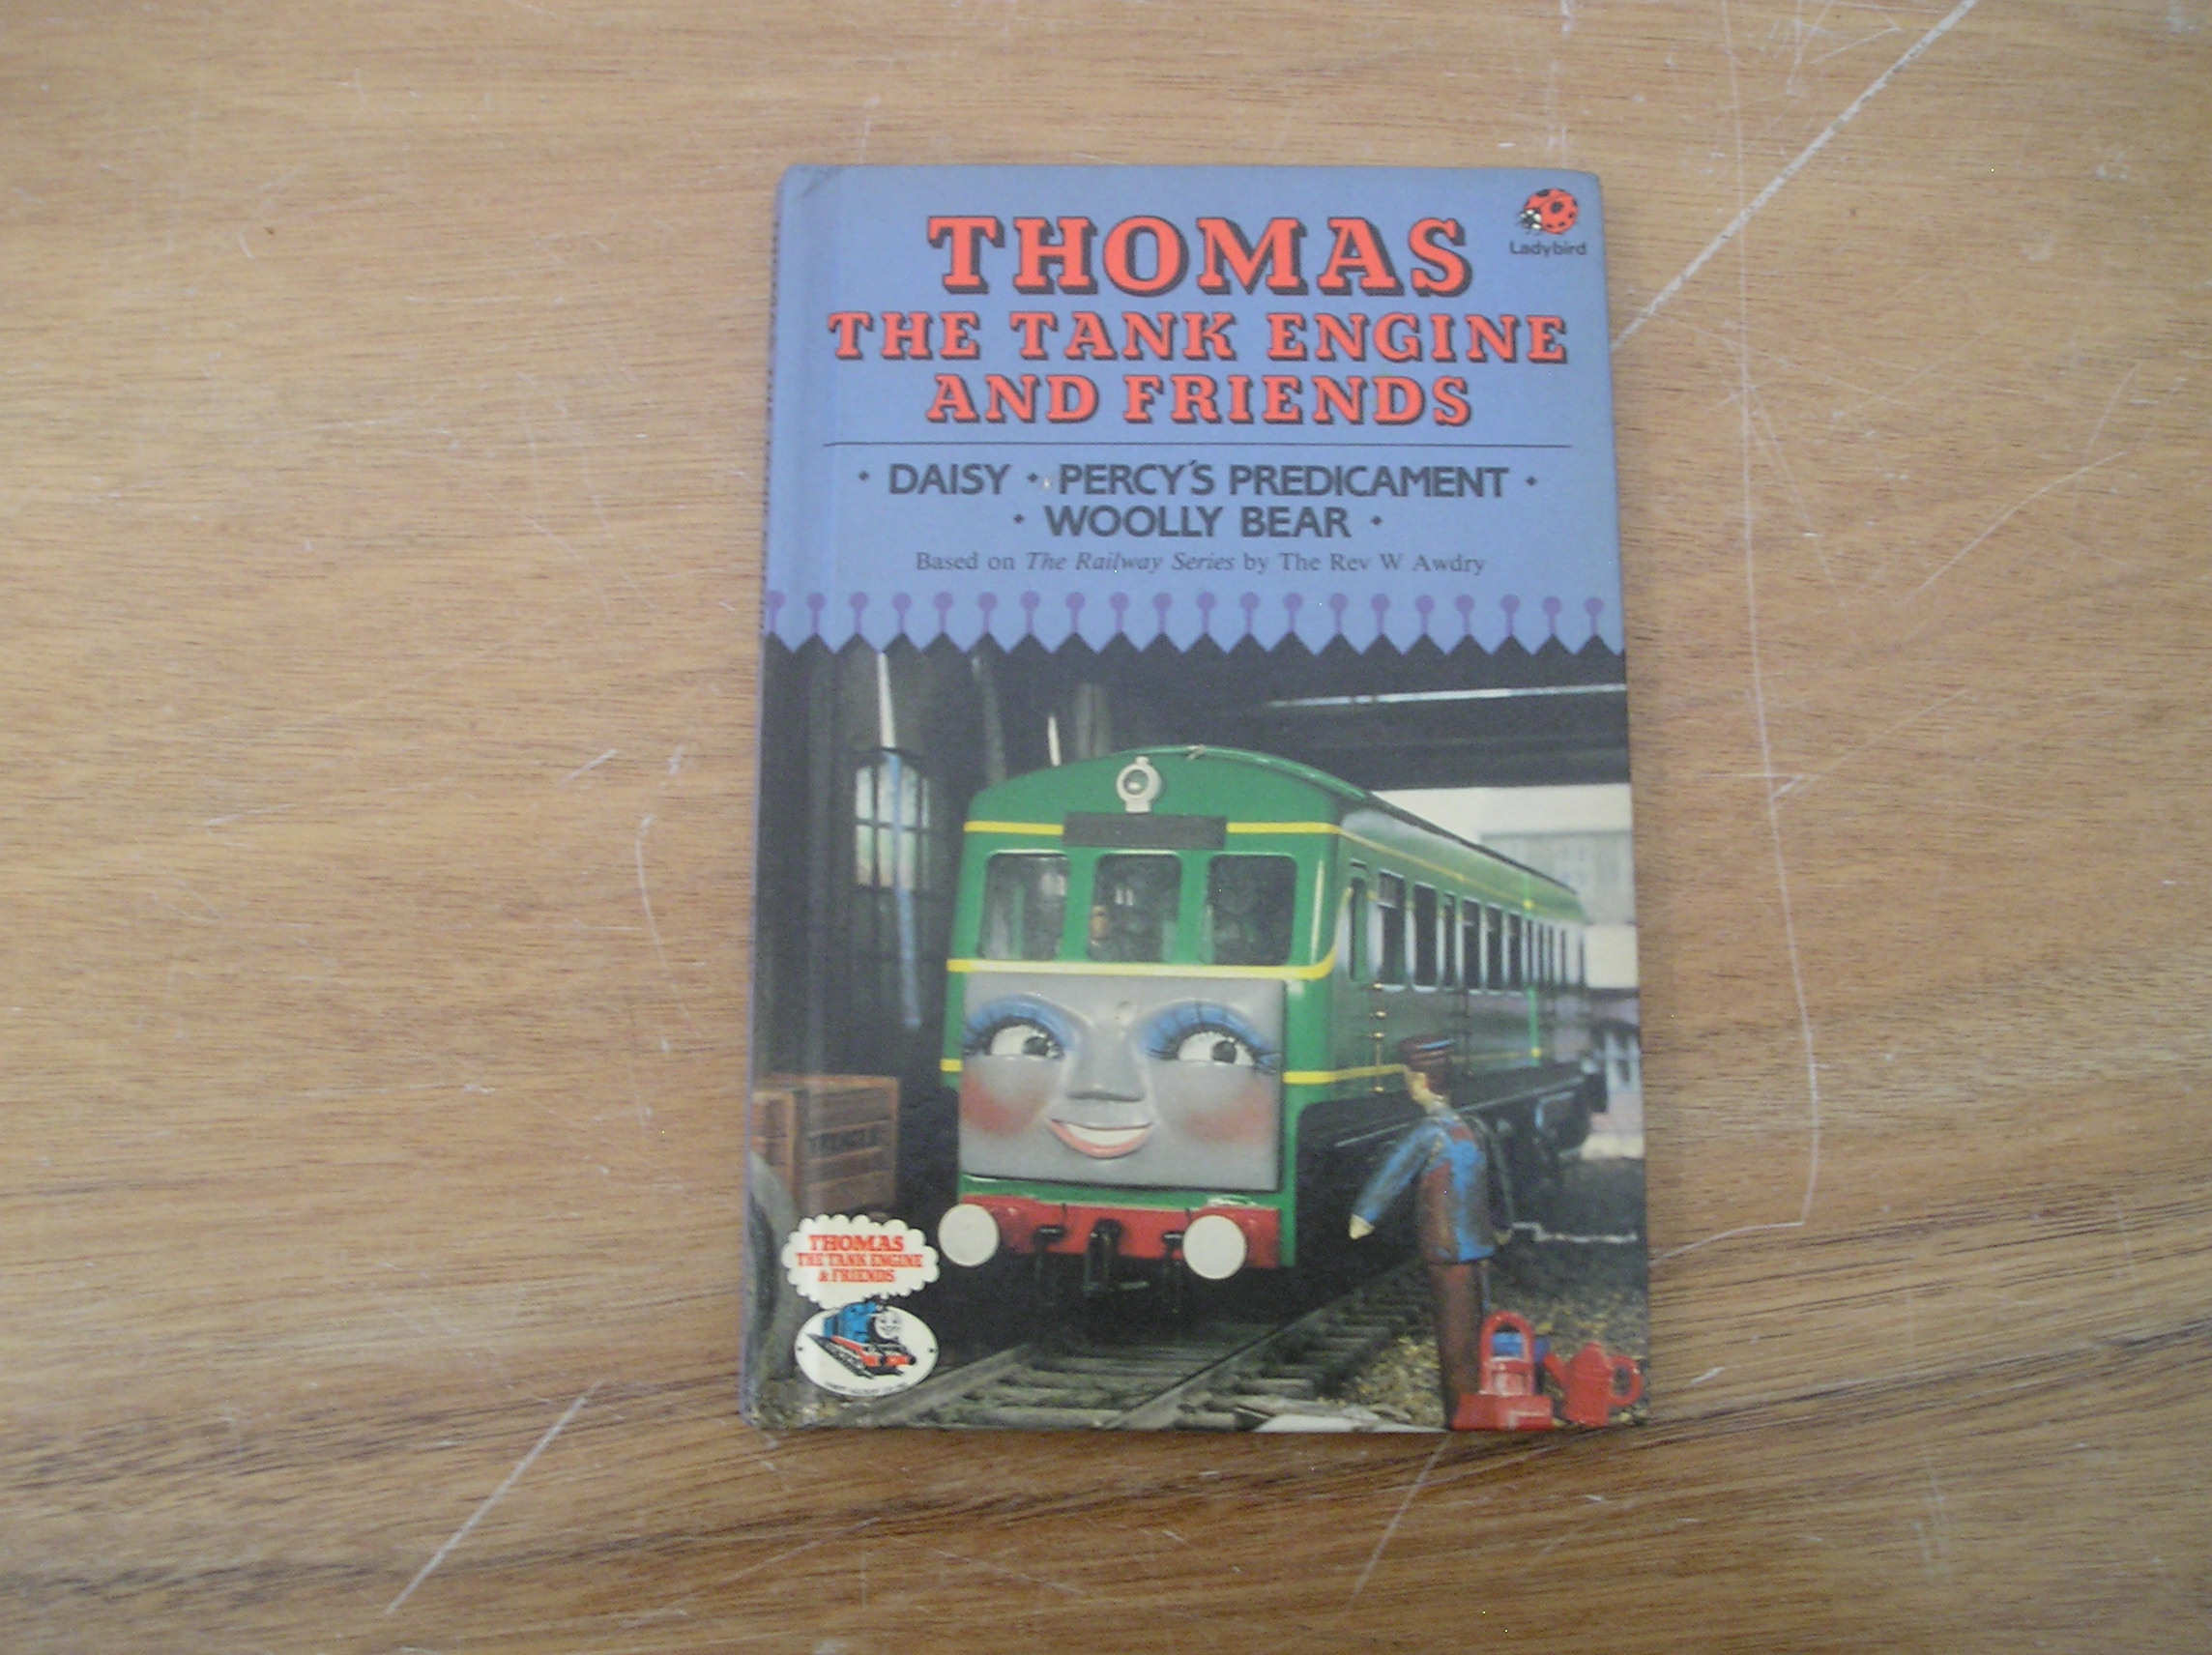 Ladybird
THOMAS
THE TANK ENGINE
AND FRIENDS
• DAISY • PERCY'S PREDICAMENT •
• WOOLLY BEAR •
Based on The Railway Series by The Rev W Awdry
THOMAS
THE TANK ENGINE
& FRIENDS